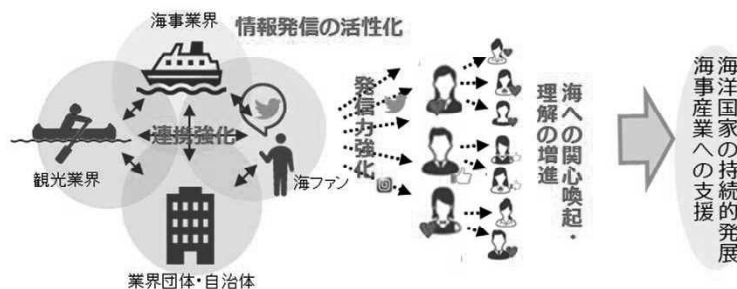 海事業界
情報発信の活性化
連携強化
観光業界
海ファン
業界団体・自治体
発信力強化
海への関心喚起・
理解の増進
海洋国家の持続的発展
海事産業への支援